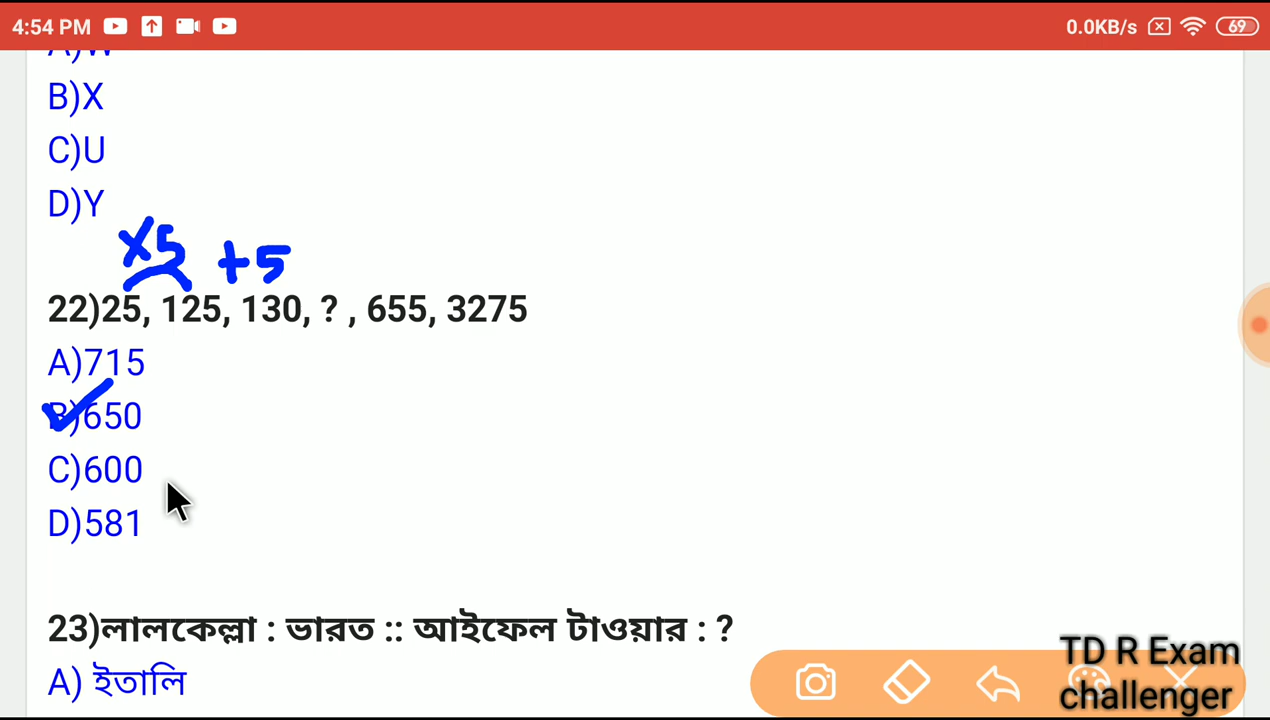 4:54 PM
0.0KB/s
69
A)W
B)X
C)U
D)Y
×5 +5
22)25, 125, 130, ? , 655, 3275
A)715
B)650
C)600
D)581
23)লালকেল্লা : ভারত :: আইফেল টাওয়ার : ?
A) ইতালি
TD R Exam
challenger